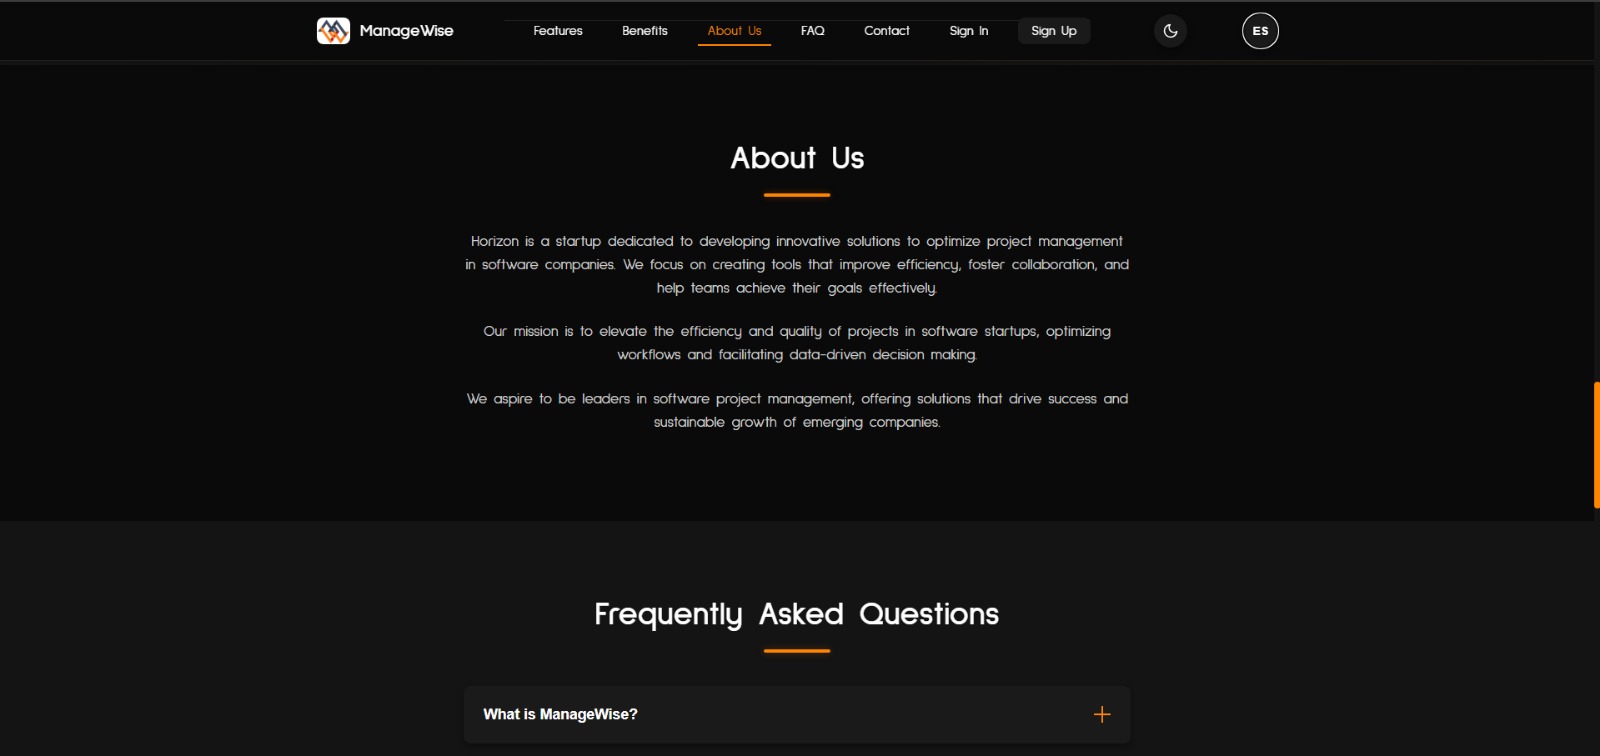 ManageWise
Features
Benefits
About Us
FAQ
Contact
Sign In
Sign Up
ES
About Us
Horizon is a startup dedicated to developing innovative solutions to optimize project management
in software companies. We focus on creating tools that improve efficiency, foster collaboration, and
help teams achieve their goals effectively.
Our mission is to elevate the efficiency and quality of projects in software startups, optimizing
workflows and facilitating data-driven decision making.
We aspire to be leaders in software project management, offering solutions that drive success and
sustainable growth of emerging companies.
Frequently Asked Questions
What is ManageWise?